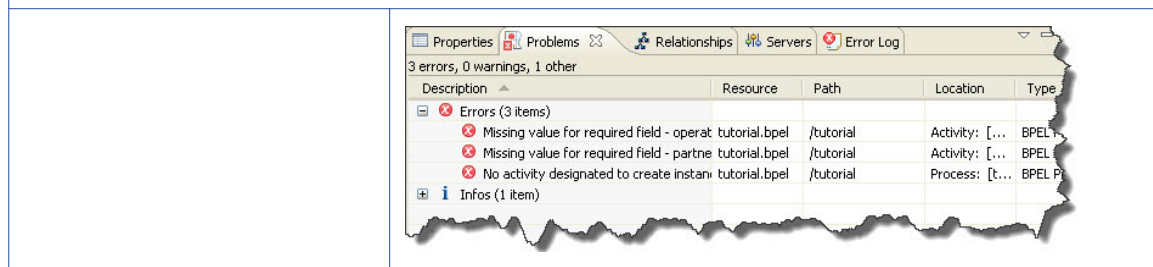 Properties Problems Relationships Servers Error Log
3 errors, 0 warnings, 1 other
Description Resource Path Location Type
Errors (3 items)
Missing value for required field - operat tutorial.bpel /tutorial Activity: [... BPEL
Missing value for required field - partne tutorial.bpel /tutorial Activity: [... BPEL
No activity designated to create instan tutorial.bpel /tutorial Process: [t... BPEL P
Infos (1 item)